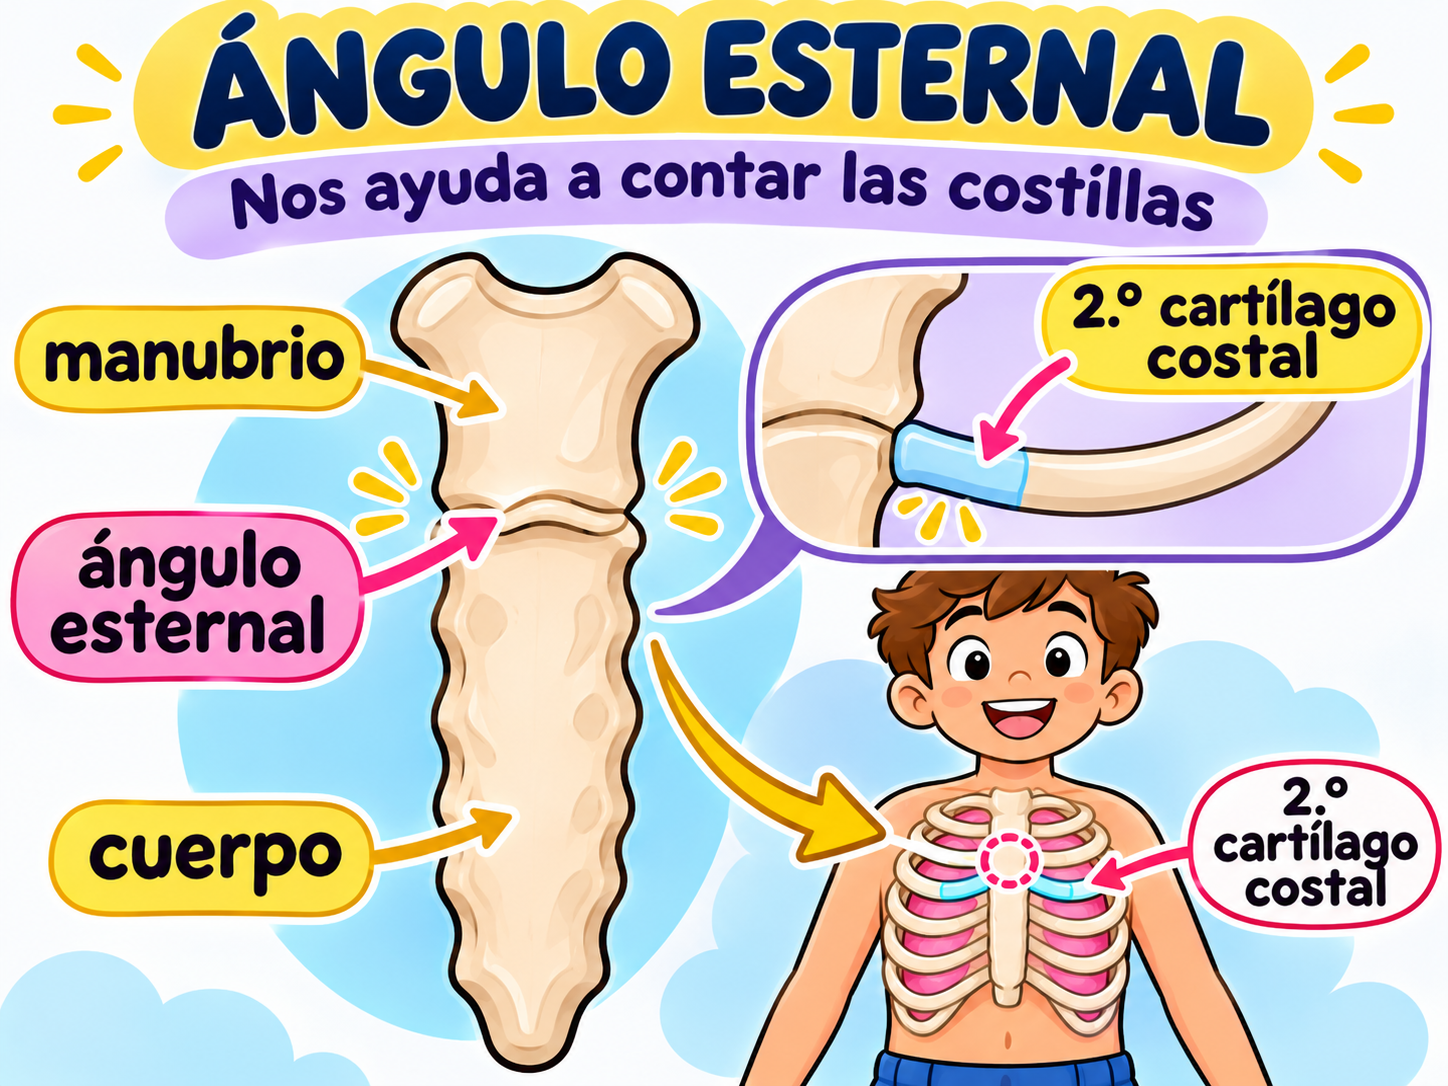 ÁNGULO ESTERNAL
Nos ayuda a contar las costillas
manubrio
ángulo
esternal
cuerpo
2.º cartílago
costal
2.º
cartílago
costal